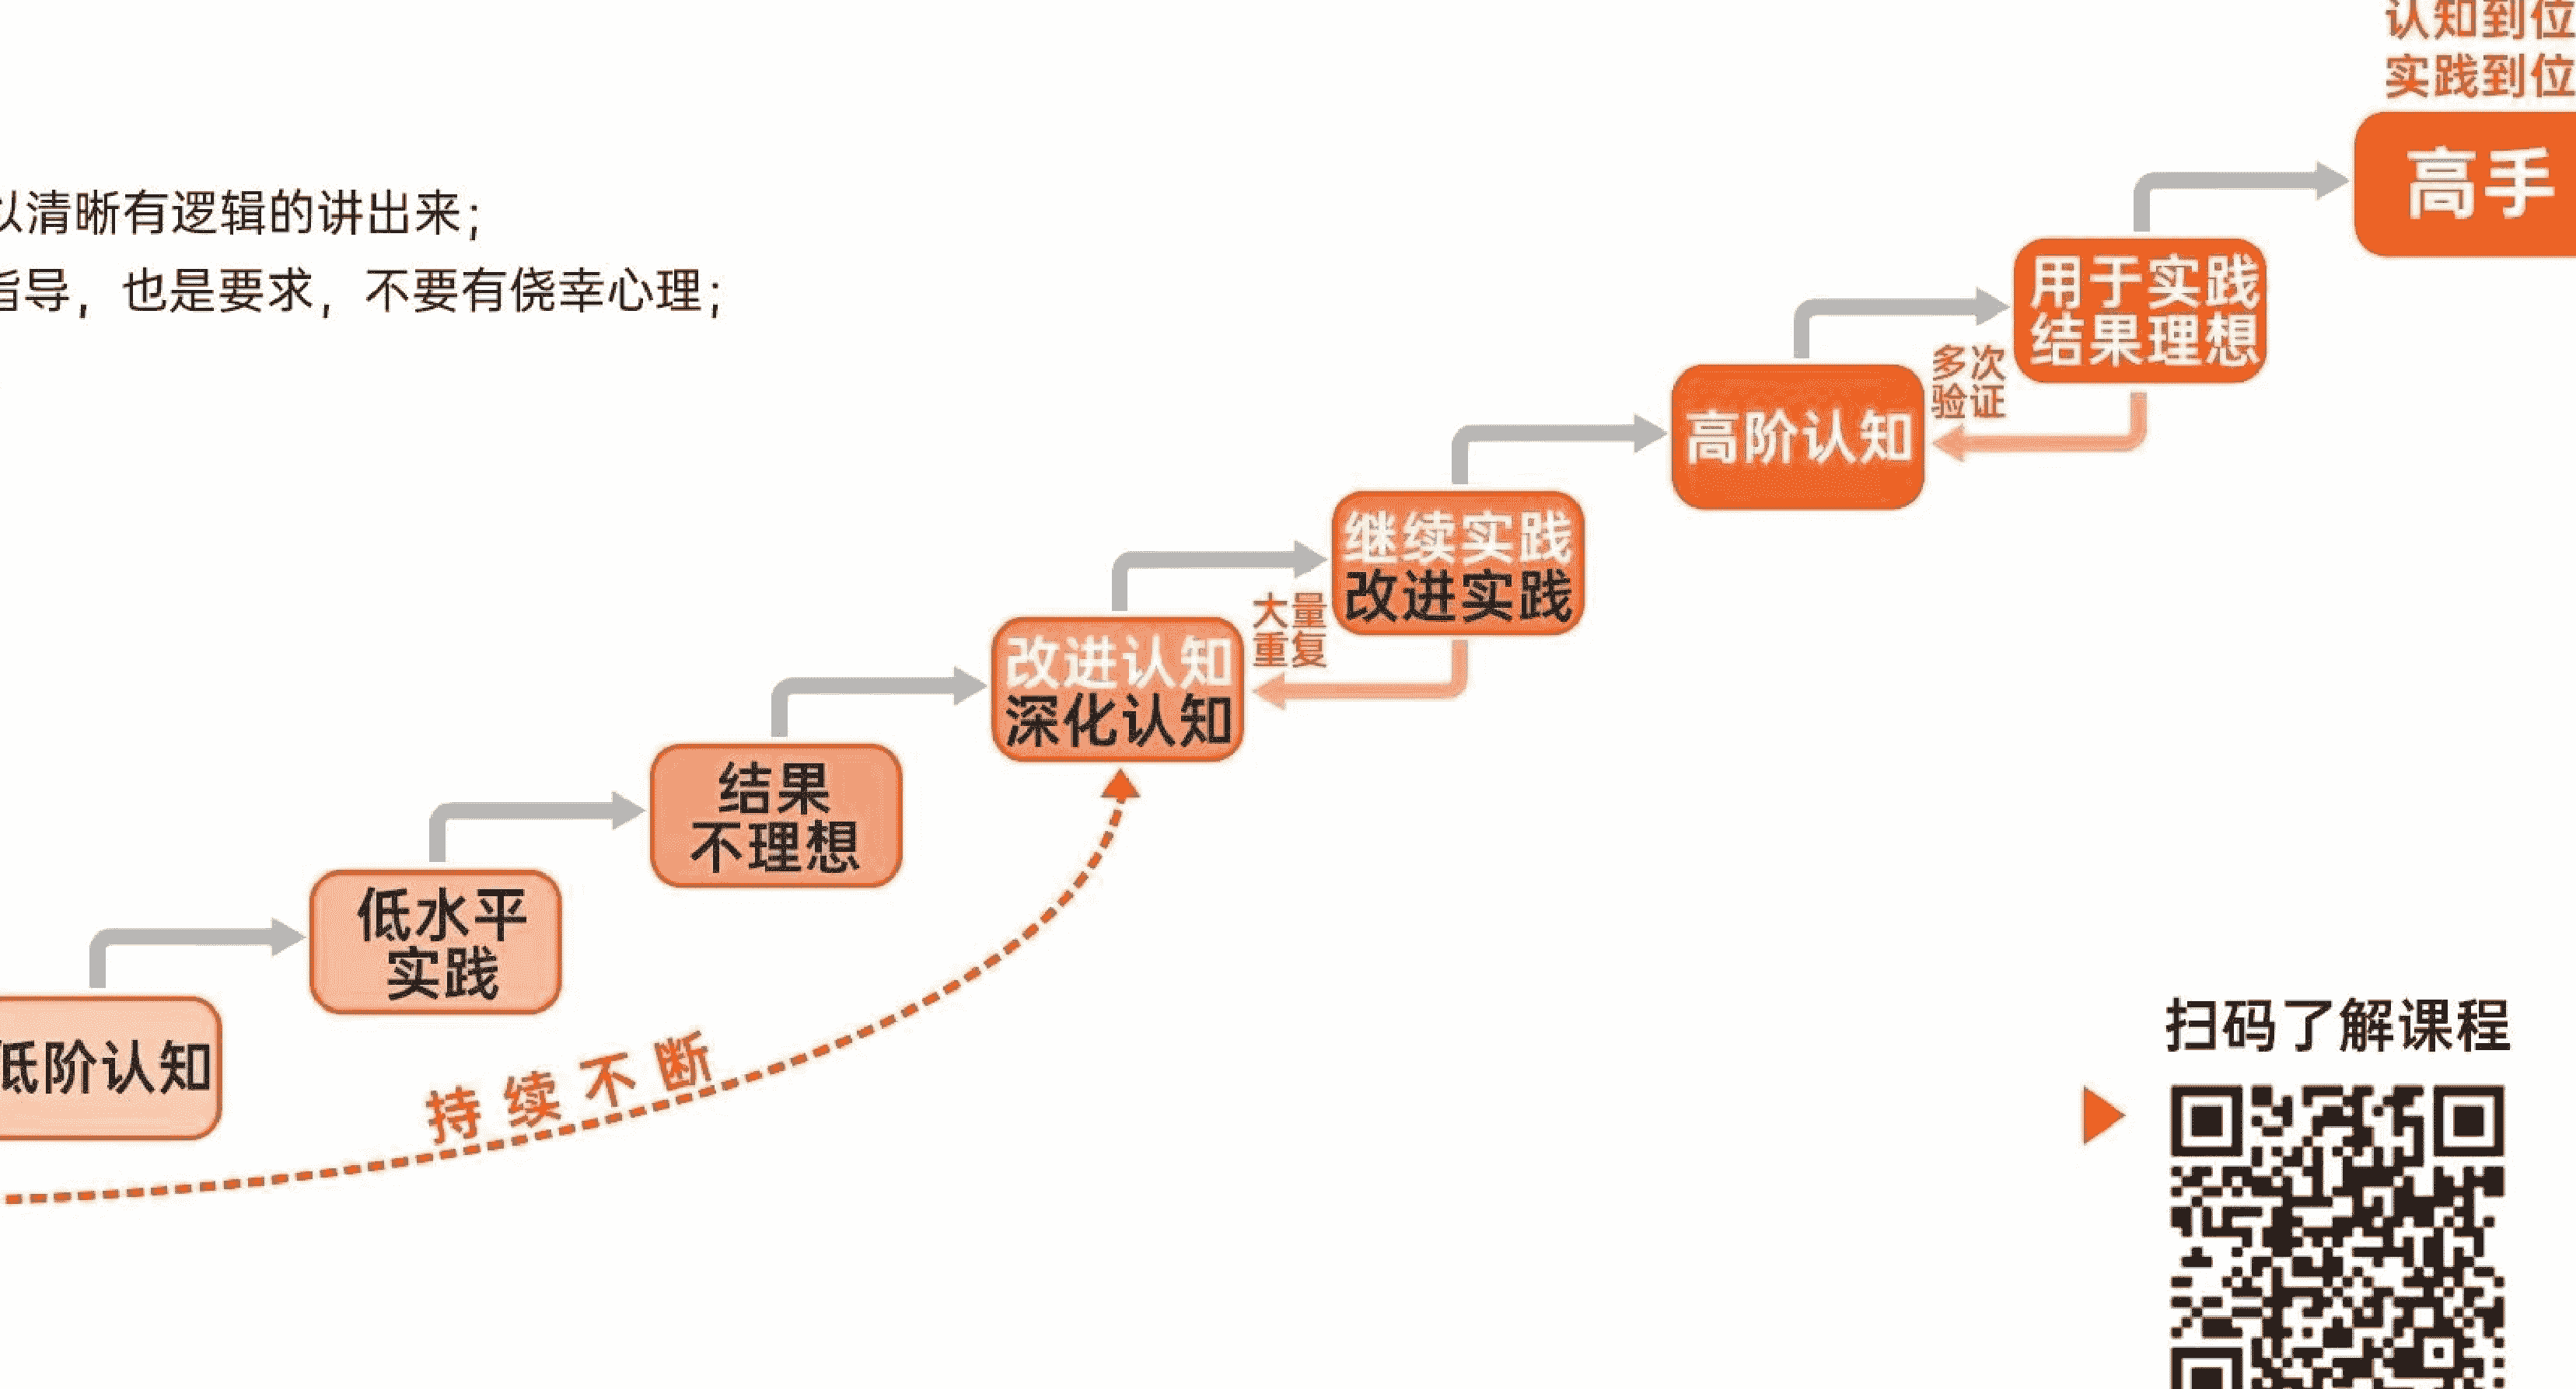 认知到位
实践到位
高手
以清晰有逻辑的讲出来；
指导，也是要求，不要有侥幸心理；
用于实践
结果理想
多次
验证
高阶认知
继续实践
改进实践
大量
重复
改进认知
深化认知
结果
不理想
低水平
实践
低阶认知
持续不断
扫码了解课程